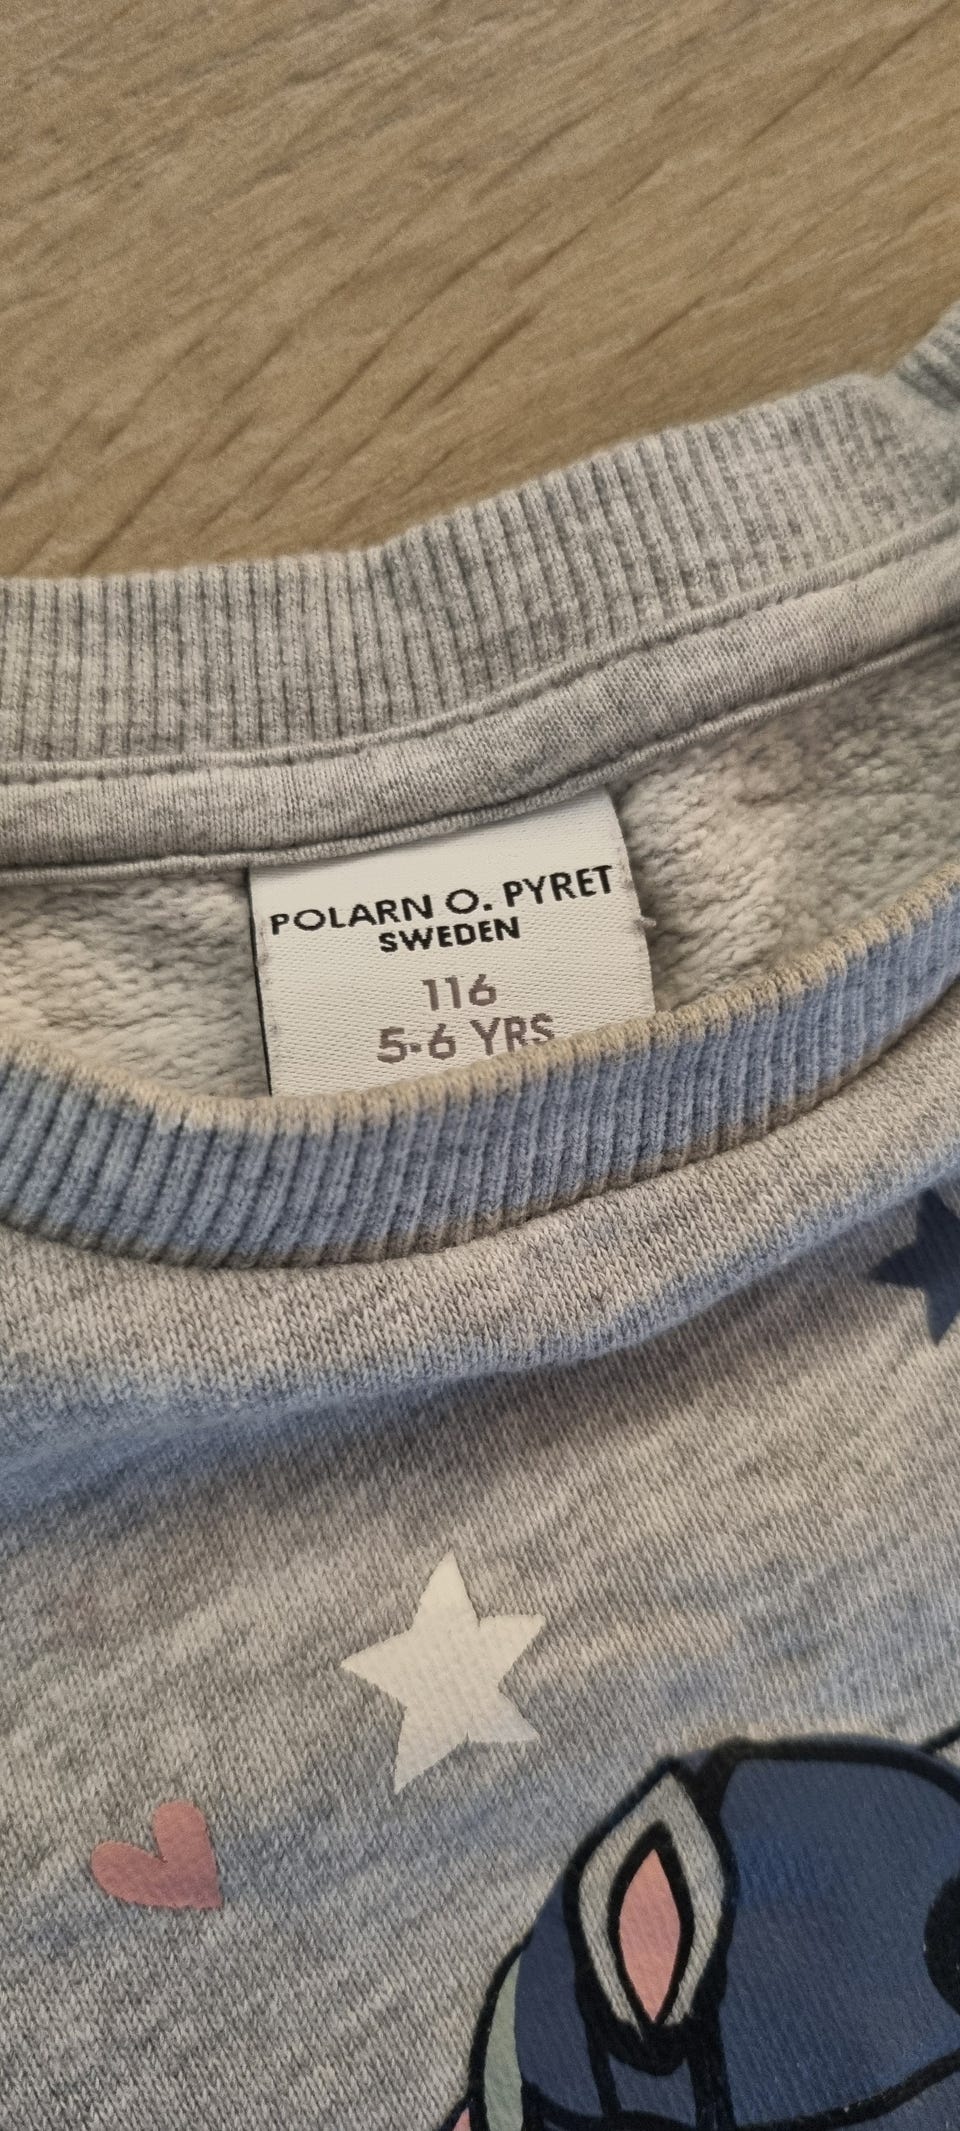 POLARN O. PYRET
SWEDEN
116
5-6 YRS